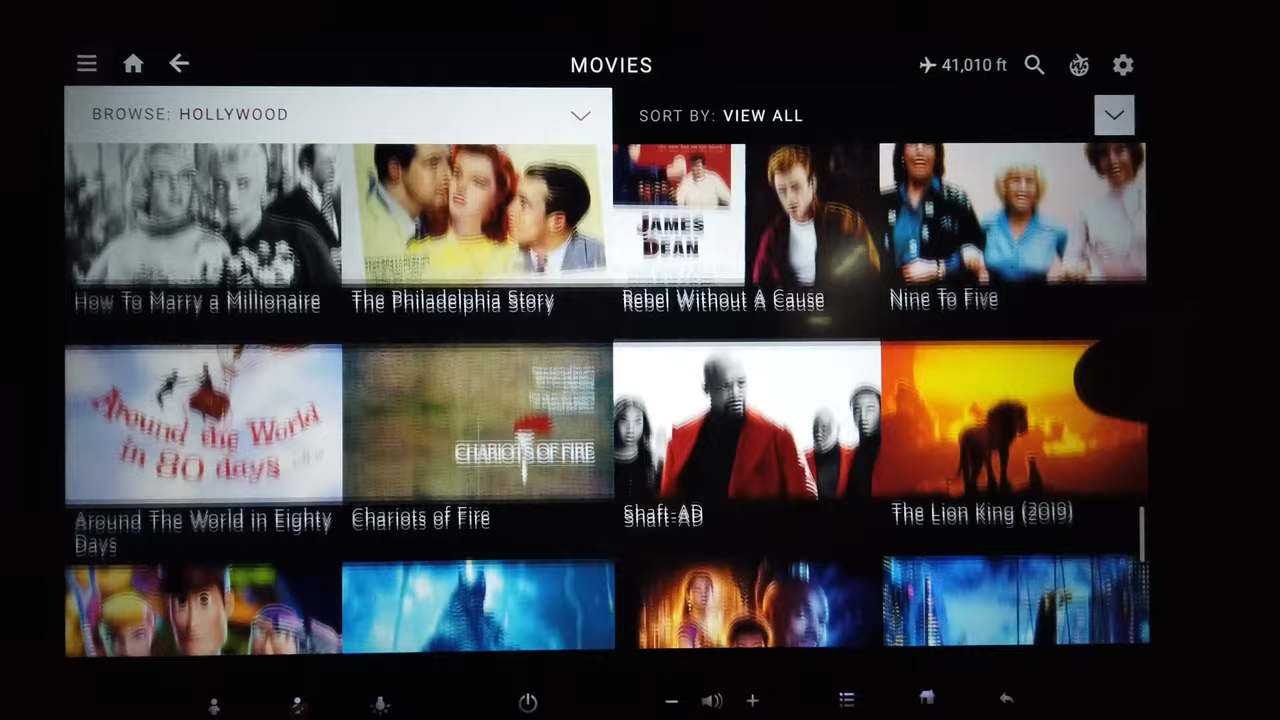 MOVIES
41,010 ft
BROWSE: HOLLYWOOD
SORT BY: VIEW ALL
JAMES
DEAN
How To Marry a Millionaire
The Philadelphia Story
Rebel Without A Cause
Nine To Five
Around the World
in 80 days
CHARIOTS OF FIRE
Around The World in Eighty
Days
Chariots of Fire
Shaft-AD
The Lion King (2019)